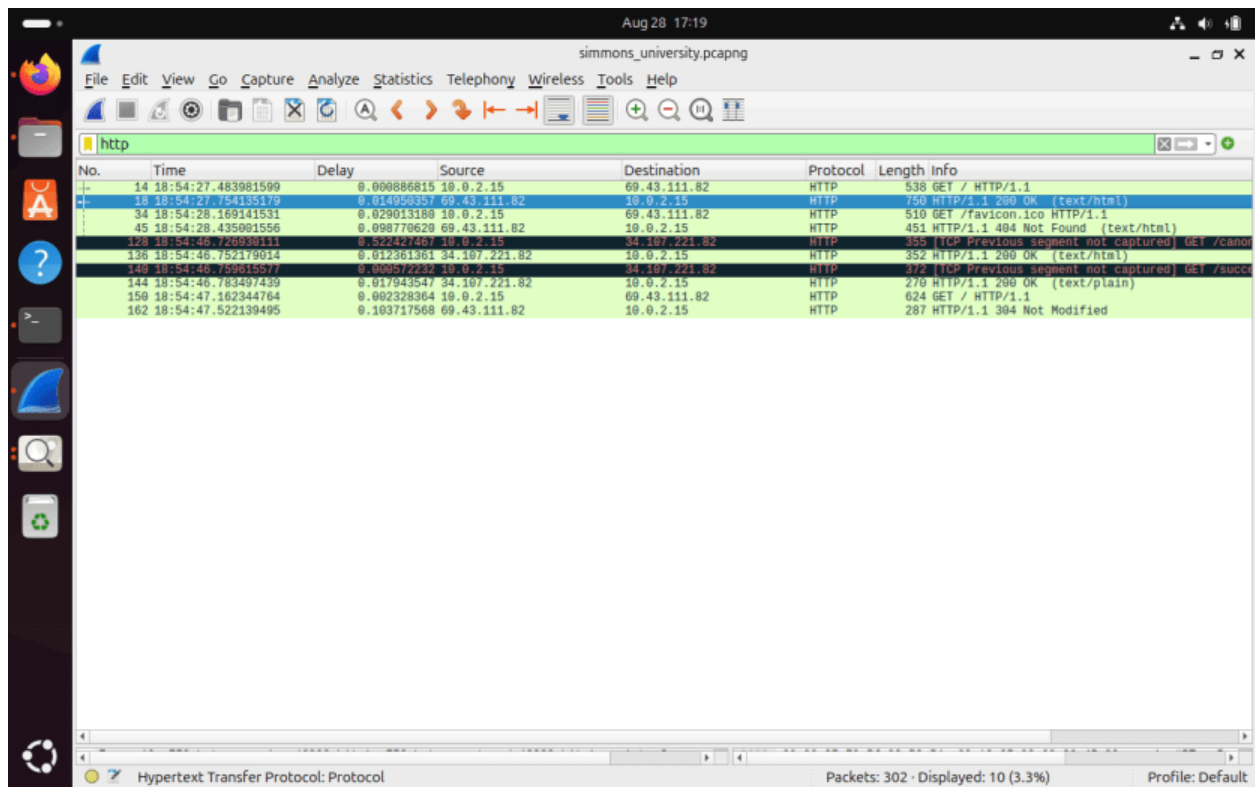 Aug 28 17:19
simmons_university.pcapng
File Edit View Go Capture Analyze Statistics Telephony Wireless Tools Help
http
No. Time Delay Source Destination Protocol Length Info
14 18:54:27.483981599 0.000886815 10.0.2.15 69.43.111.82 HTTP 538 GET / HTTP/1.1
18 18:54:27.754135179 0.014950357 69.43.111.82 10.0.2.15 HTTP 750 HTTP/1.1 200 OK (text/html)
34 18:54:28.169141531 0.029013180 10.0.2.15 69.43.111.82 HTTP 510 GET /favicon.ico HTTP/1.1
45 18:54:28.435001556 0.098770620 69.43.111.82 10.0.2.15 HTTP 451 HTTP/1.1 404 Not Found (text/html)
128 18:54:46.726930111 0.522427467 10.0.2.15 34.107.221.82 HTTP 355 [TCP Previous segment not captured] GET /canon
136 18:54:46.752179014 0.012361361 34.107.221.82 10.0.2.15 HTTP 352 HTTP/1.1 200 OK (text/html)
140 18:54:46.759615577 0.000572232 10.0.2.15 34.107.221.82 HTTP 372 [TCP Previous segment not captured] GET /succe
144 18:54:46.783497439 0.017943547 34.107.221.82 10.0.2.15 HTTP 270 HTTP/1.1 200 OK (text/plain)
150 18:54:47.162344764 0.002328364 10.0.2.15 69.43.111.82 HTTP 624 GET / HTTP/1.1
162 18:54:47.522139495 0.103717568 69.43.111.82 10.0.2.15 HTTP 287 HTTP/1.1 304 Not Modified
Hypertext Transfer Protocol: Protocol Packets: 302 · Displayed: 10 (3.3%) Profile: Default